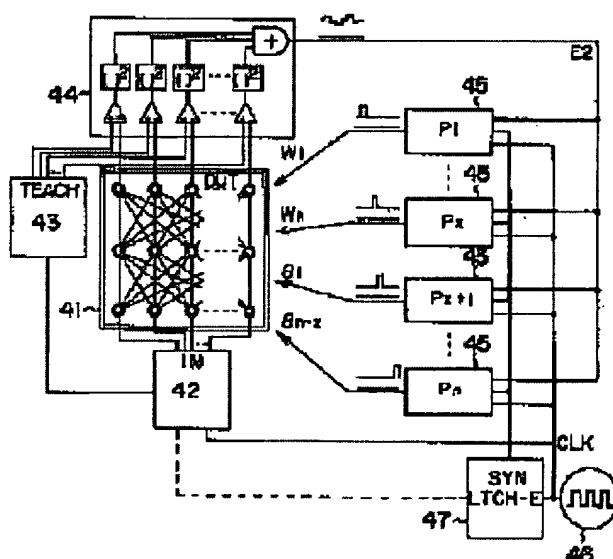 E2
44
45
P1
W1
TEACH
43
OUT
45
Wn
Px
45
θ1
Px+1
41
θn-x
45
Pn
IN
42
CLK
SYN
LTCH-E
47
46